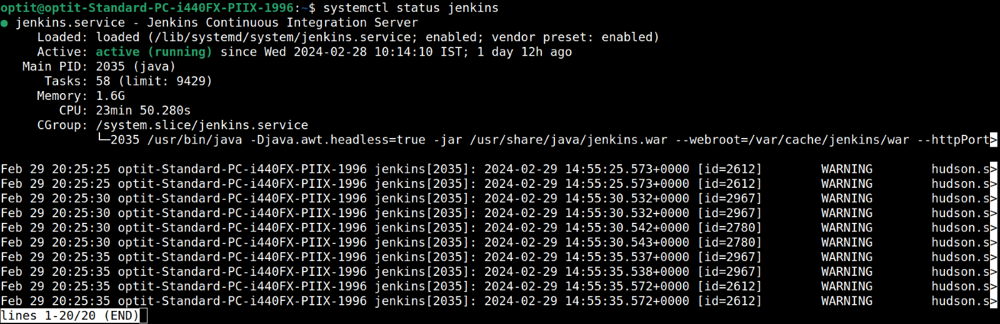 optit@optit-Standard-PC-i440FX-PIIX-1996:~$ systemctl status jenkins
● jenkins.service - Jenkins Continuous Integration Server
     Loaded: loaded (/lib/systemd/system/jenkins.service; enabled; vendor preset: enabled)
     Active: active (running) since Wed 2024-02-28 10:14:10 IST; 1 day 12h ago
   Main PID: 2035 (java)
      Tasks: 58 (limit: 9429)
     Memory: 1.6G
        CPU: 23min 50.280s
     CGroup: /system.slice/jenkins.service
             └─2035 /usr/bin/java -Djava.awt.headless=true -jar /usr/share/java/jenkins.war --webroot=/var/cache/jenkins/war --httpPort>
Feb 29 20:25:25 optit-Standard-PC-i440FX-PIIX-1996 jenkins[2035]: 2024-02-29 14:55:25.573+0000 [id=2612]        WARNING        hudson.s>
Feb 29 20:25:25 optit-Standard-PC-i440FX-PIIX-1996 jenkins[2035]: 2024-02-29 14:55:25.573+0000 [id=2612]        WARNING        hudson.s>
Feb 29 20:25:30 optit-Standard-PC-i440FX-PIIX-1996 jenkins[2035]: 2024-02-29 14:55:30.532+0000 [id=2967]        WARNING        hudson.s>
Feb 29 20:25:30 optit-Standard-PC-i440FX-PIIX-1996 jenkins[2035]: 2024-02-29 14:55:30.532+0000 [id=2967]        WARNING        hudson.s>
Feb 29 20:25:30 optit-Standard-PC-i440FX-PIIX-1996 jenkins[2035]: 2024-02-29 14:55:30.542+0000 [id=2780]        WARNING        hudson.s>
Feb 29 20:25:30 optit-Standard-PC-i440FX-PIIX-1996 jenkins[2035]: 2024-02-29 14:55:30.543+0000 [id=2780]        WARNING        hudson.s>
Feb 29 20:25:35 optit-Standard-PC-i440FX-PIIX-1996 jenkins[2035]: 2024-02-29 14:55:35.537+0000 [id=2967]        WARNING        hudson.s>
Feb 29 20:25:35 optit-Standard-PC-i440FX-PIIX-1996 jenkins[2035]: 2024-02-29 14:55:35.538+0000 [id=2967]        WARNING        hudson.s>
Feb 29 20:25:35 optit-Standard-PC-i440FX-PIIX-1996 jenkins[2035]: 2024-02-29 14:55:35.572+0000 [id=2612]        WARNING        hudson.s>
Feb 29 20:25:35 optit-Standard-PC-i440FX-PIIX-1996 jenkins[2035]: 2024-02-29 14:55:35.572+0000 [id=2612]        WARNING        hudson.s>
lines 1-20/20 (END)